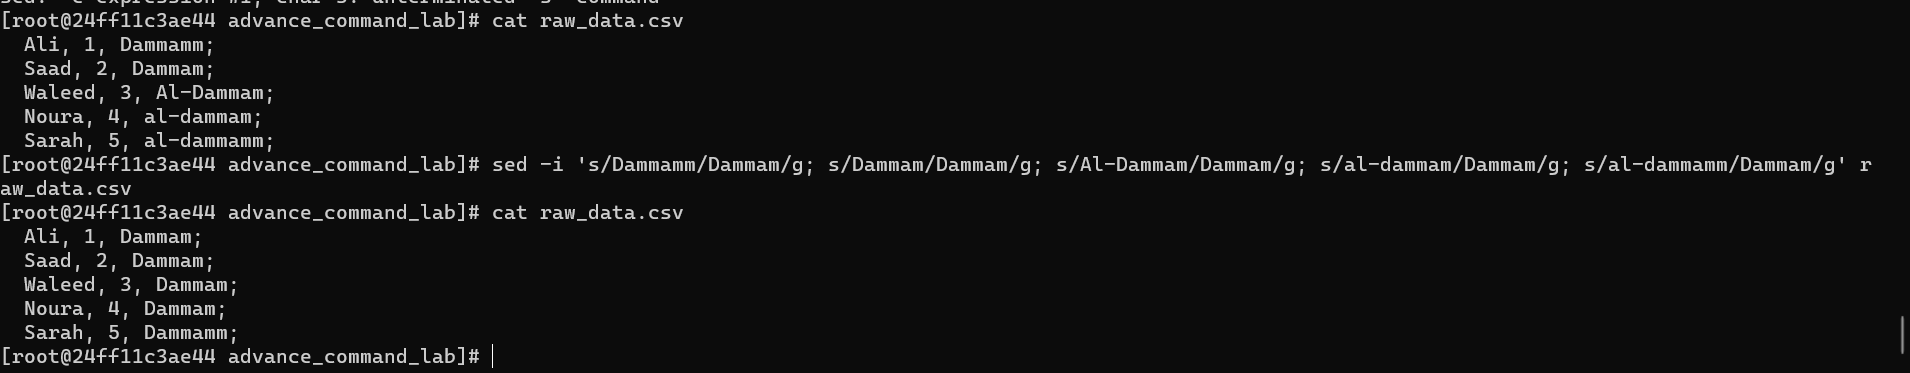 [root@24ff11c3ae44 advance_command_lab]# cat raw_data.csv
  Ali, 1, Dammamm;
  Saad, 2, Dammam;
  Waleed, 3, Al-Dammam;
  Noura, 4, al-dammam;
  Sarah, 5, al-dammamm;
[root@24ff11c3ae44 advance_command_lab]# sed -i 's/Dammamm/Dammam/g; s/Dammam/Dammam/g; s/Al-Dammam/Dammam/g; s/al-dammam/Dammam/g; s/al-dammamm/Dammam/g' r
aw_data.csv
[root@24ff11c3ae44 advance_command_lab]# cat raw_data.csv
  Ali, 1, Dammam;
  Saad, 2, Dammam;
  Waleed, 3, Dammam;
  Noura, 4, Dammam;
  Sarah, 5, Dammamm;
[root@24ff11c3ae44 advance_command_lab]#